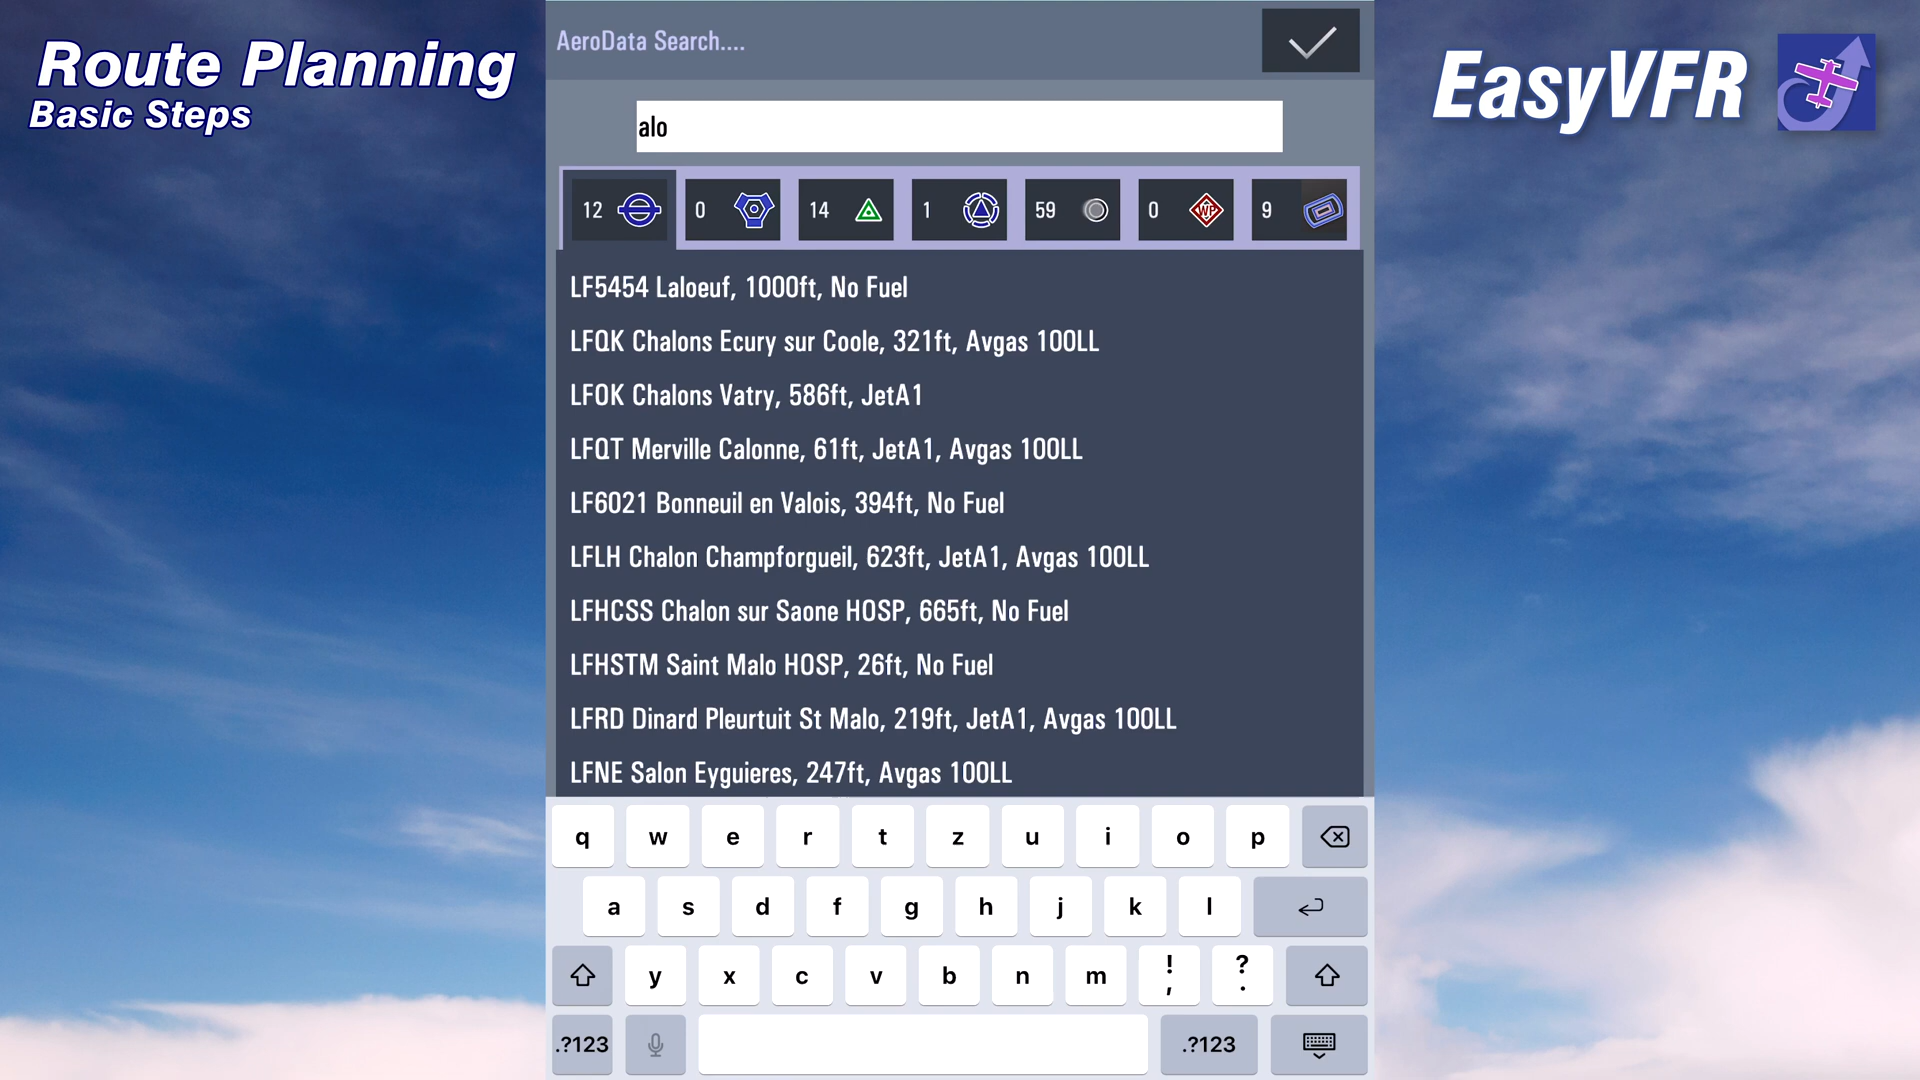 Route Planning
Basic Steps
EasyVFR
AeroData Search....
alo
12 0 14 1 59 0 WP 9
LF5454 Laloeuf, 1000ft, No Fuel
LFQK Chalons Ecury sur Coole, 321ft, Avgas 100LL
LFOK Chalons Vatry, 586ft, JetA1
LFQT Merville Calonne, 61ft, JetA1, Avgas 100LL
LF6021 Bonneuil en Valois, 394ft, No Fuel
LFLH Chalon Champforgueil, 623ft, JetA1, Avgas 100LL
LFHCSS Chalon sur Saone HOSP, 665ft, No Fuel
LFHSTM Saint Malo HOSP, 26ft, No Fuel
LFRD Dinard Pleurtuit St Malo, 219ft, JetA1, Avgas 100LL
LFNE Salon Eyguieres, 247ft, Avgas 100LL
q w e r t z u i o p
a s d f g h j k l
y x c v b n m ! , ? .
.?123 .?123